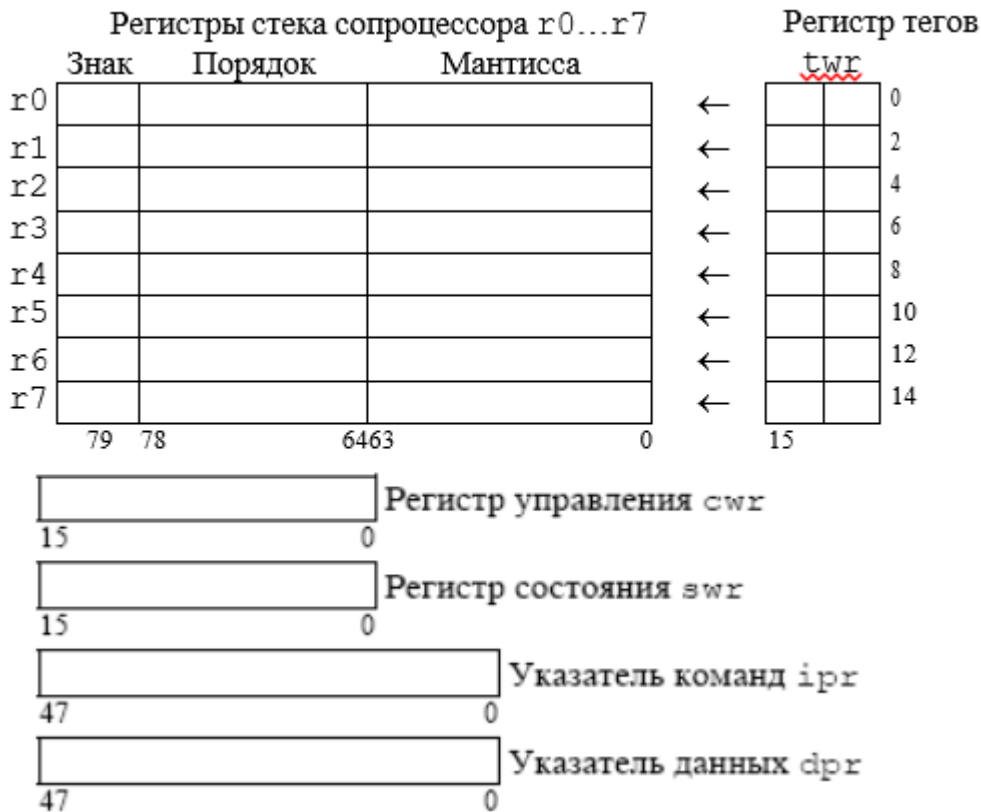 Регистры стека сопроцессора r0...r7 Регистр тегов
Знак Порядок Мантисса twr
r0 ← 0
r1 ← 2
r2 ← 4
r3 ← 6
r4 ← 8
r5 ← 10
r6 ← 12
r7 ← 14
79 78 6463 0 15
Регистр управления cwr
15 0
Регистр состояния swr
15 0
Указатель команд ipr
47 0
Указатель данных dpr
47 0